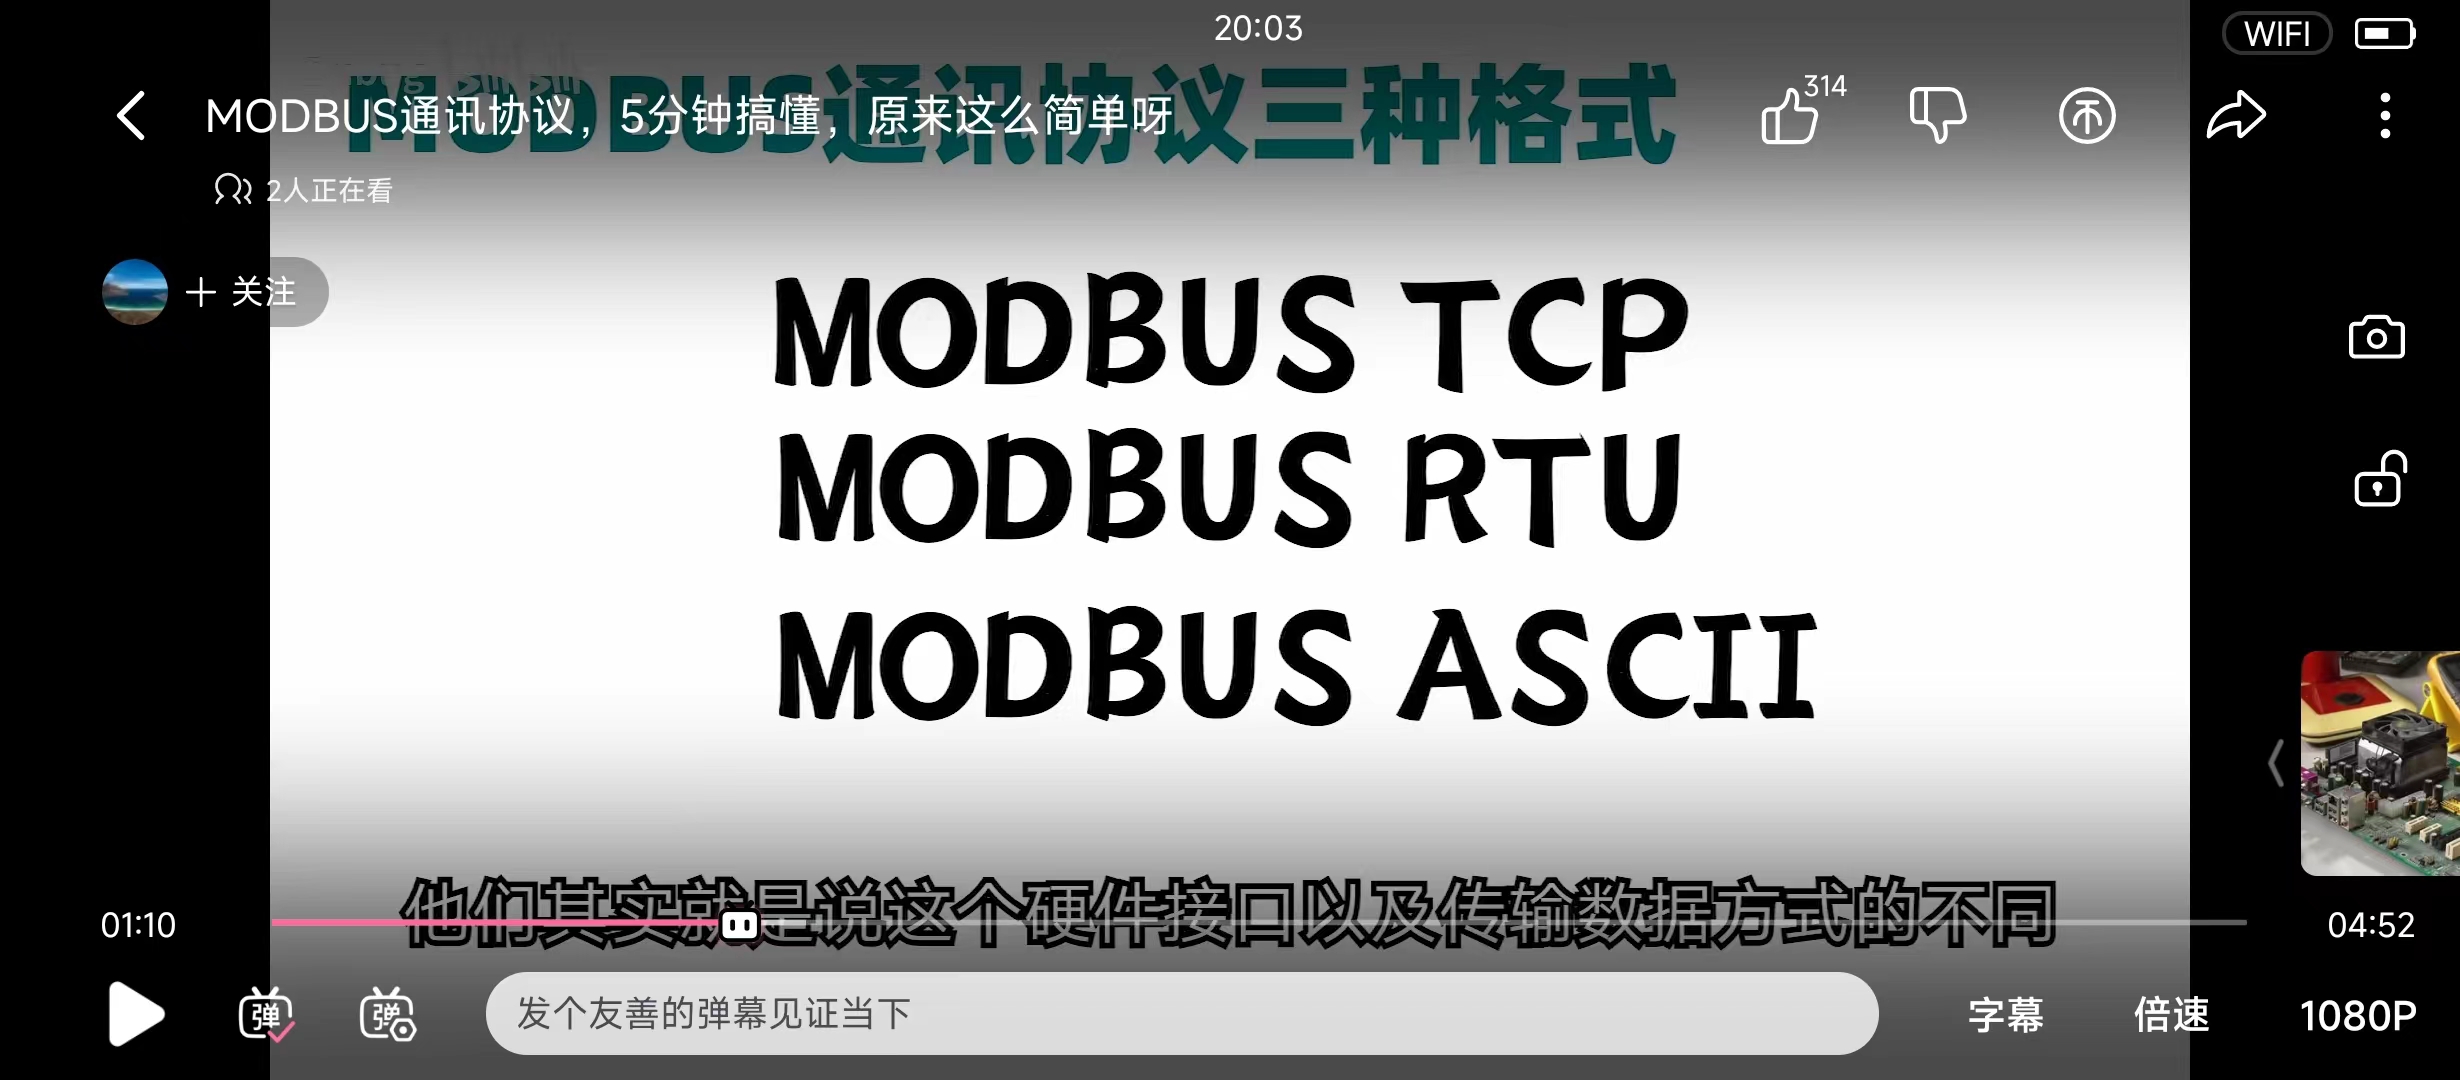 20:03
WIFI
MODBUS通讯协议三种格式
MODBUS通讯协议，5分钟搞懂，原来这么简单呀
314
2人正在看
+ 关注
MODBUS TCP
MODBUS RTU
MODBUS ASCII
他们其实就是说这个硬件接口以及传输数据方式的不同
01:10
04:52
弹
弹
发个友善的弹幕见证当下
字幕
倍速
1080P